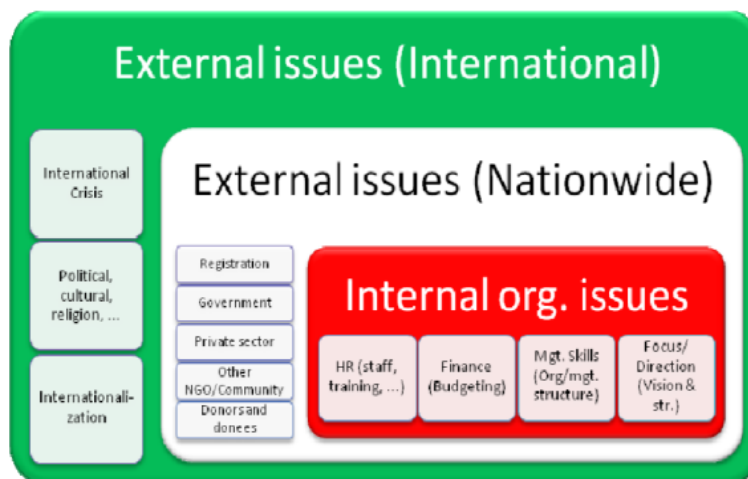 External issues (International)
International
Crisis
Political,
cultural,
religion, ...
Internationali-
zation
External issues (Nationwide)
Registration
Government
Private sector
Other
NGO/Community
Donors and
donees
Internal org. issues
HR (staff,
training, ...)
Finance
(Budgeting)
Mgt. Skills
(Org/mgt.
structure)
Focus/
Direction
(Vision &
str.)